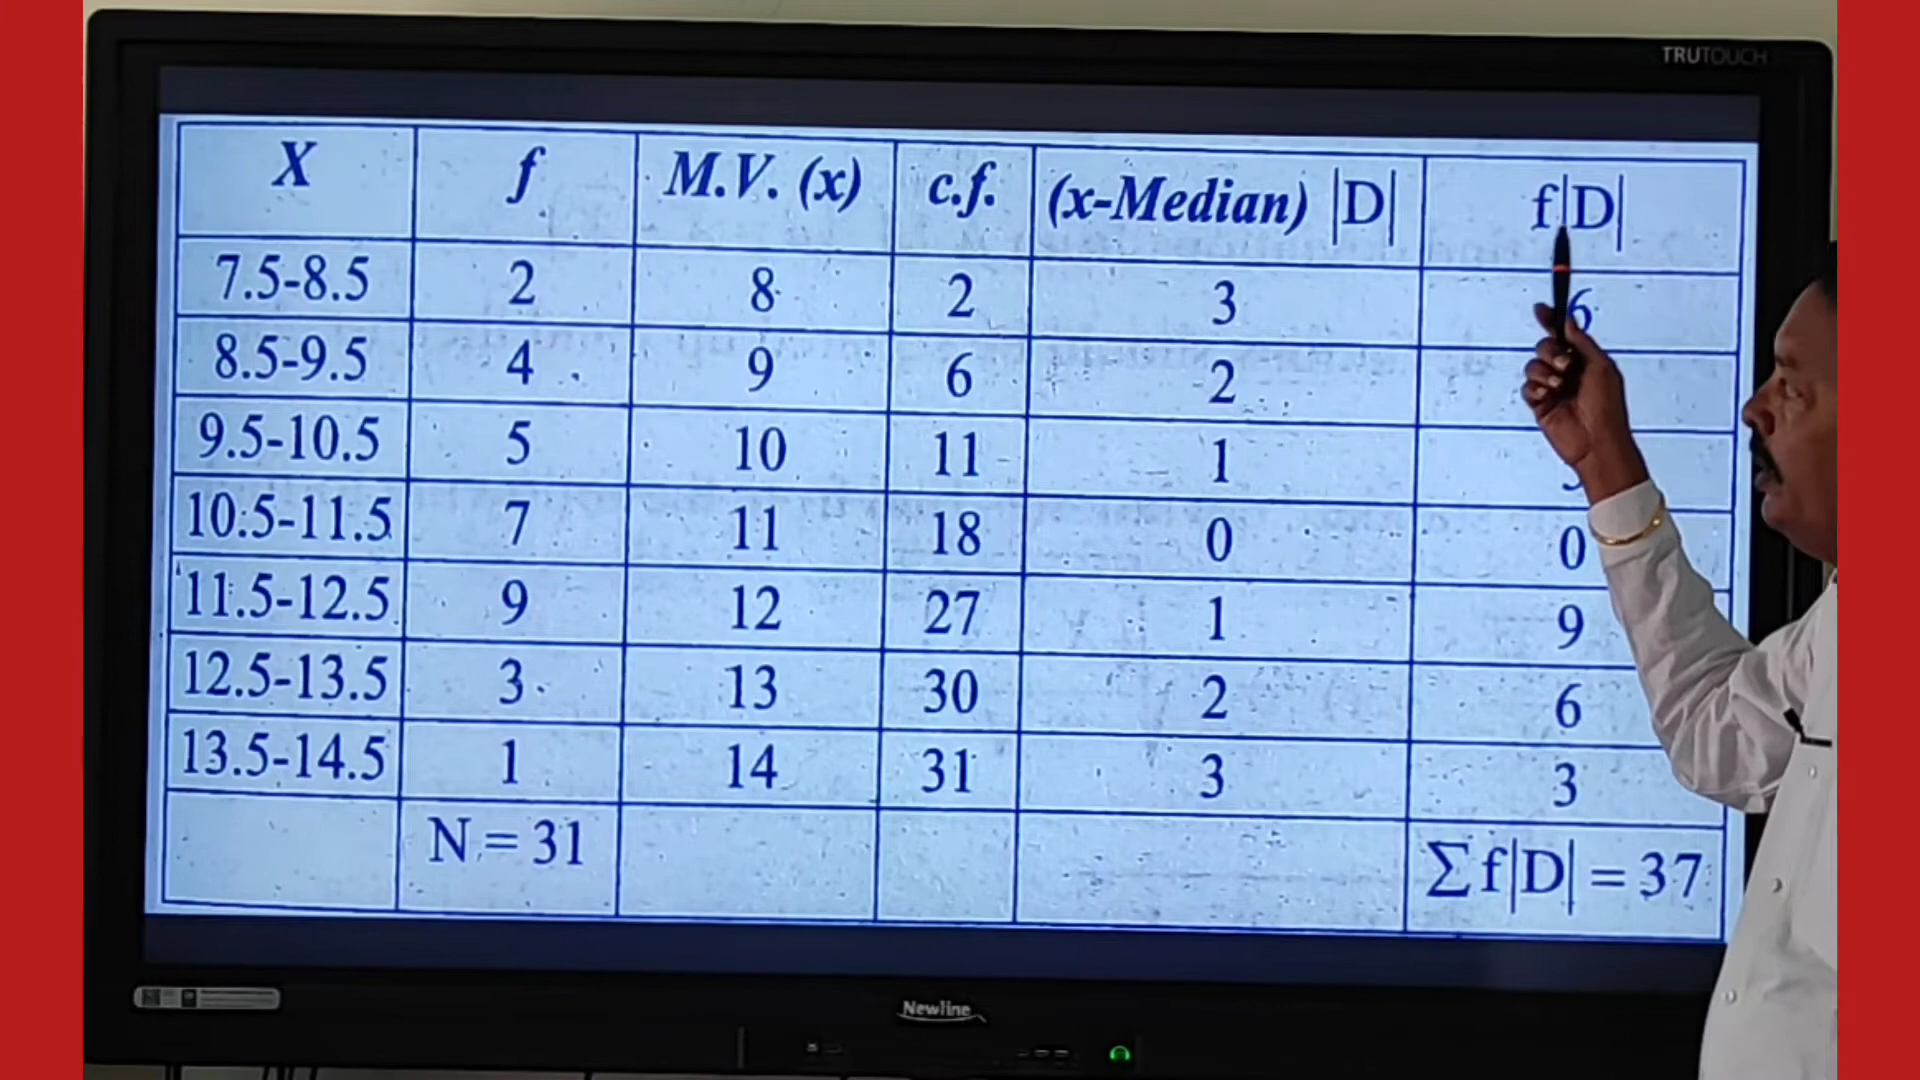 TRUTOUCH
X f M.V. (x) c.f. (x-Median) |D| f|D|
7.5-8.5 2 8 2 3 6
8.5-9.5 4 9 6 2
9.5-10.5 5 10 11 1
10.5-11.5 7 11 18 0 0
11.5-12.5 9 12 27 1 9
12.5-13.5 3 13 30 2 6
13.5-14.5 1 14 31 3 3
N = 31 ∑f|D| = 37
Newline